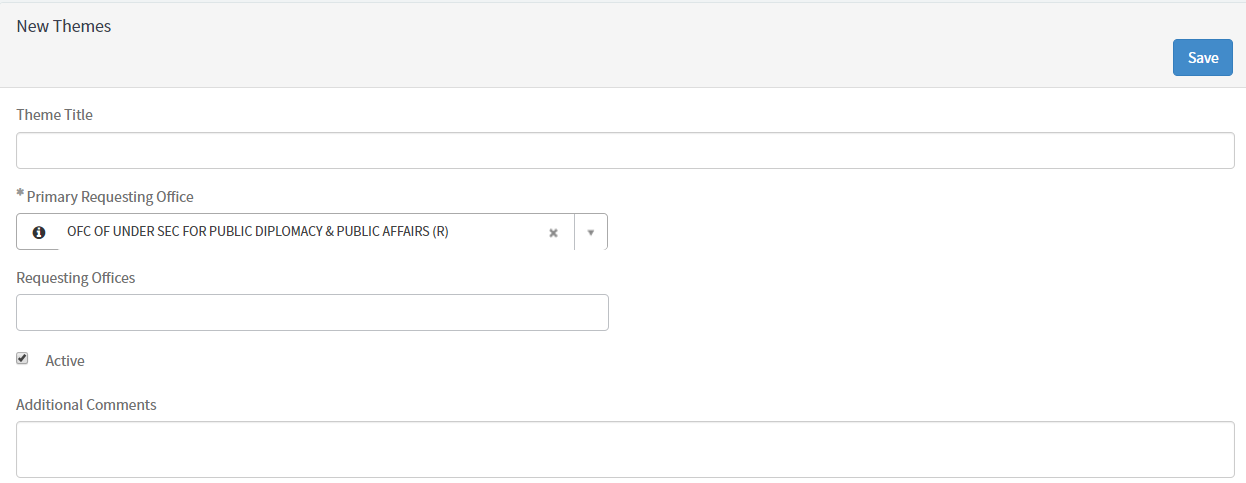 New Themes
Save
Theme Title
* Primary Requesting Office
OFC OF UNDER SEC FOR PUBLIC DIPLOMACY & PUBLIC AFFAIRS (R)
Requesting Offices
Active
Additional Comments